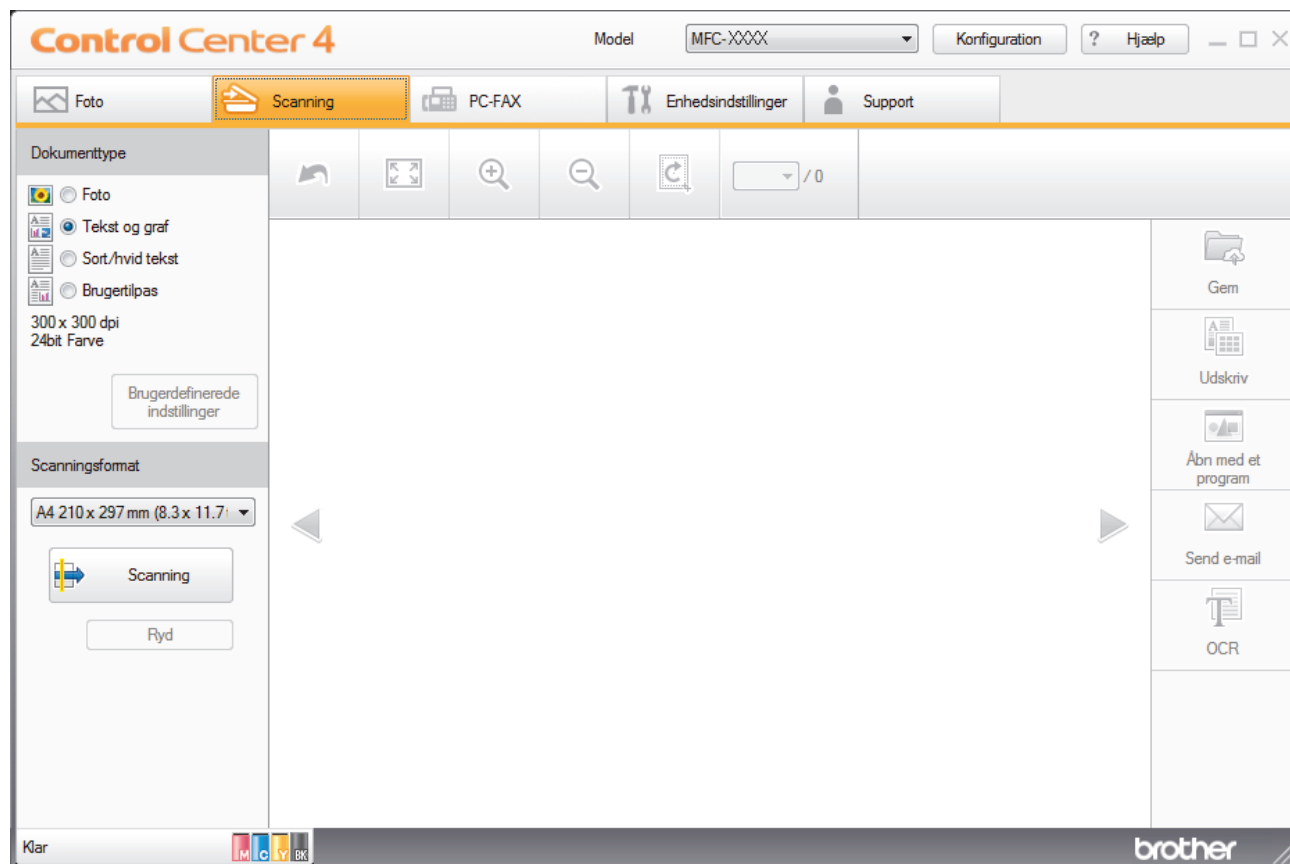 Control Center 4
Model
MFC-XXXX
Konfiguration
? Hjælp
Foto
Scanning
PC-FAX
Enhedsindstillinger
Support
Dokumenttype
Foto
Tekst og graf
Sort/hvid tekst
Brugertilpas
300 x 300 dpi
24bit Farve
Brugerdefinerede
indstillinger
Scanningsformat
A4 210 x 297 mm (8.3 x 11.7
Scanning
Ryd
/ 0
Gem
Udskriv
Åbn med et
program
Send e-mail
OCR
Klar
M C Y BK
brother